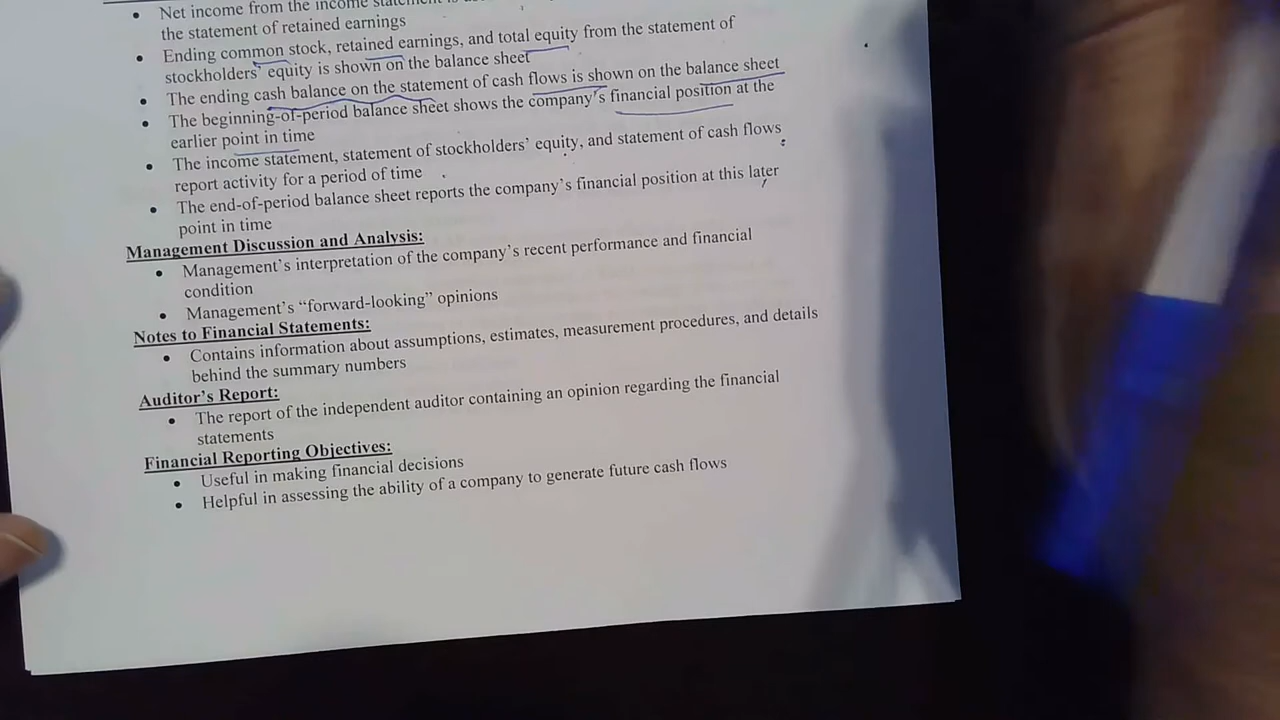 • Net income from the income statement is
the statement of retained earnings
• Ending common stock, retained earnings, and total equity from the statement of
stockholders' equity is shown on the balance sheet
• The ending cash balance on the statement of cash flows is shown on the balance sheet
• The beginning-of-period balance sheet shows the company's financial position at the
earlier point in time
• The income statement, statement of stockholders' equity, and statement of cash flows
report activity for a period of time
• The end-of-period balance sheet reports the company's financial position at this later
point in time
Management Discussion and Analysis:
• Management's interpretation of the company's recent performance and financial
condition
• Management's “forward-looking” opinions
Notes to Financial Statements:
• Contains information about assumptions, estimates, measurement procedures, and details
behind the summary numbers
Auditor's Report:
• The report of the independent auditor containing an opinion regarding the financial
statements
Financial Reporting Objectives:
• Useful in making financial decisions
• Helpful in assessing the ability of a company to generate future cash flows